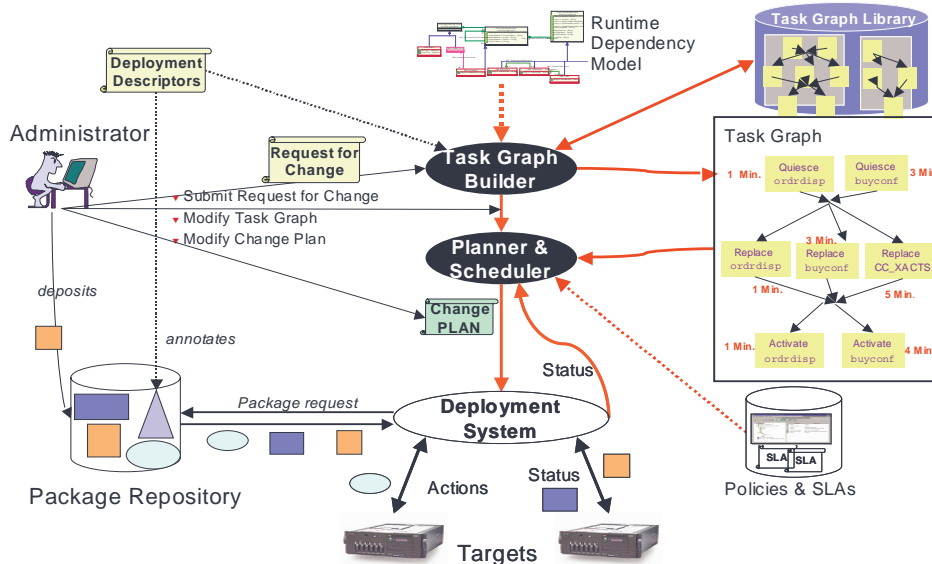 Runtime
Dependency
Model
Task Graph Library
Deployment
Descriptors
Administrator
Request for
Change
Task Graph
Builder
Task Graph
1 Min.
Quiesce
ordrdisp
Quiesce
buyconf
3 Min.
Submit Request for Change
Modify Task Graph
Modify Change Plan
Planner &
Scheduler
3 Min.
Replace
ordrdisp
Replace
buyconf
Replace
CC_XACTS
1 Min.
5 Min.
deposits
Change
PLAN
1 Min.
Activate
ordrdisp
Activate
buyconf
4 Min.
annotates
Status
Package request
Deployment
System
SLA
SLA
Policies & SLAs
Package Repository
Actions
Status
Targets